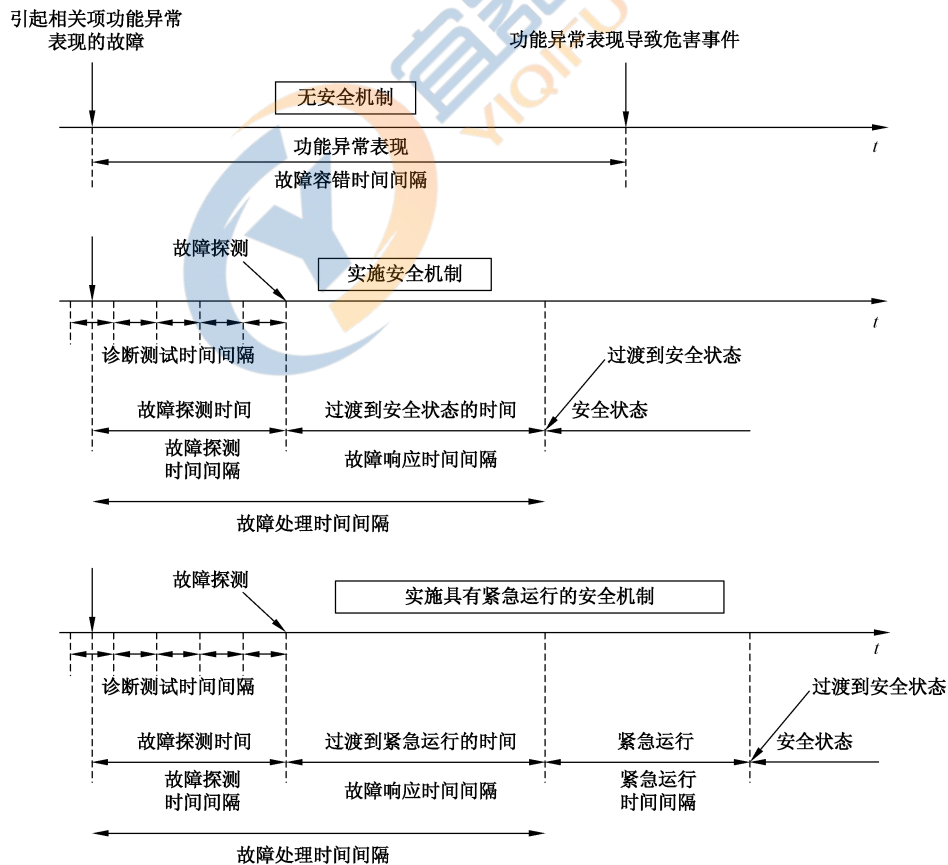 引起相关项功能异常
表现的故障
功能异常表现导致危害事件
无安全机制
功能异常表现
t
故障容错时间间隔
故障探测
实施安全机制
t
诊断测试时间间隔
过渡到安全状态
故障探测时间
过渡到安全状态的时间
安全状态
故障探测
时间间隔
故障响应时间间隔
故障处理时间间隔
故障探测
实施具有紧急运行的安全机制
t
诊断测试时间间隔
过渡到安全状态
故障探测时间
过渡到紧急运行的时间
紧急运行
安全状态
故障探测
时间间隔
故障响应时间间隔
紧急运行
时间间隔
故障处理时间间隔
YIQIFU